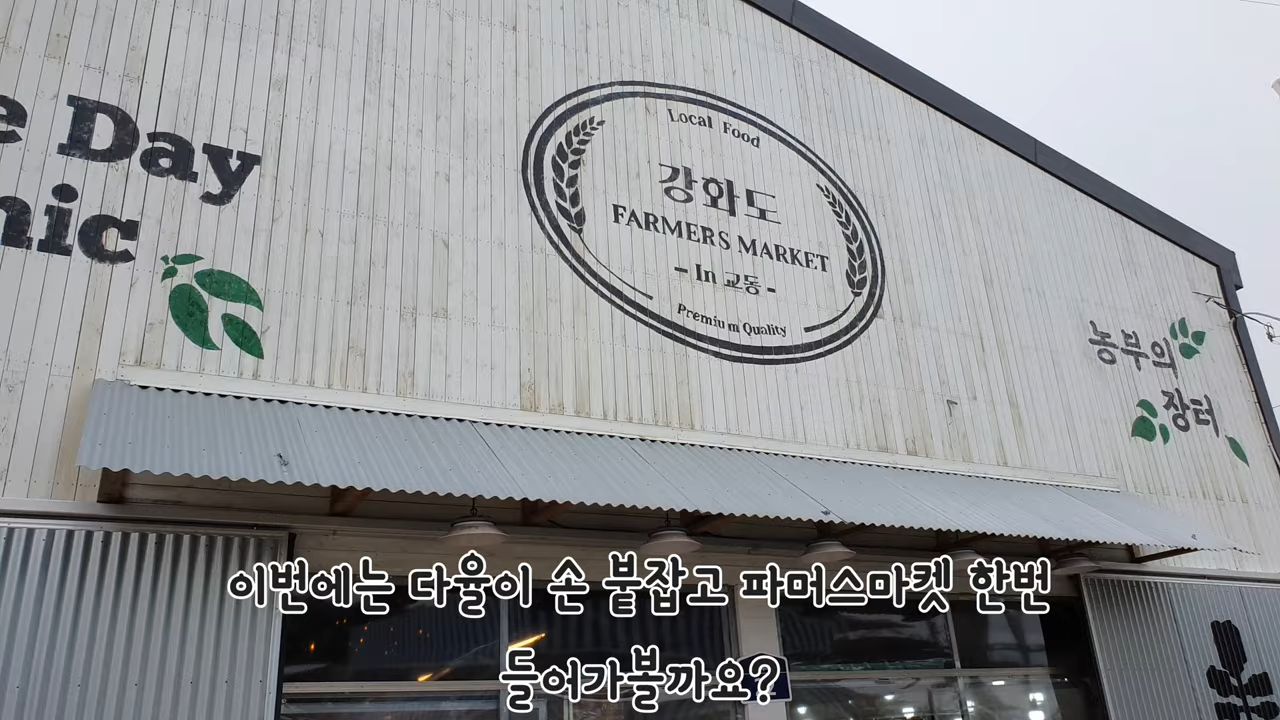 Day
Local Food
강화도
FARMERS MARKET
- In 교동 -
Premium Quality
농부의
장터
이번에는 다율이 손 붙잡고 파머스마켓 한번
들어가볼까요?